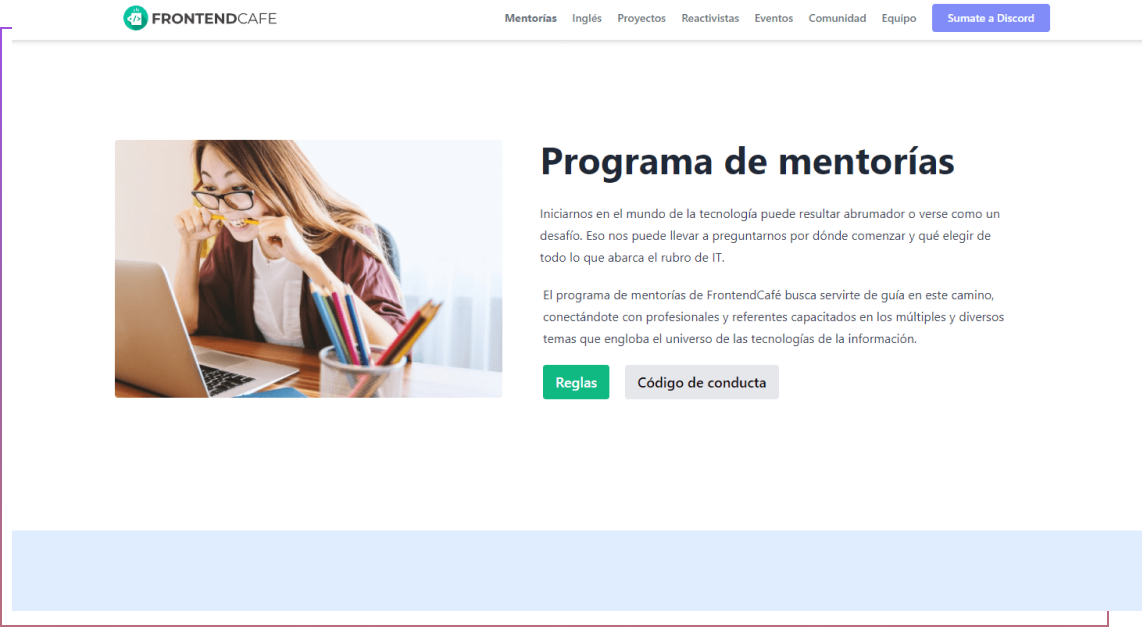 FRONTENDCAFE
Mentorías Inglés Proyectos Reactivistas Eventos Comunidad Equipo Sumate a Discord
Programa de mentorías
Iniciarnos en el mundo de la tecnología puede resultar abrumador o verse como un
desafío. Eso nos puede llevar a preguntarnos por dónde comenzar y qué elegir de
todo lo que abarca el rubro de IT.
El programa de mentorías de FrontendCafé busca servirte de guía en este camino,
conectándote con profesionales y referentes capacitados en los múltiples y diversos
temas que engloba el universo de las tecnologías de la información.
Reglas Código de conducta